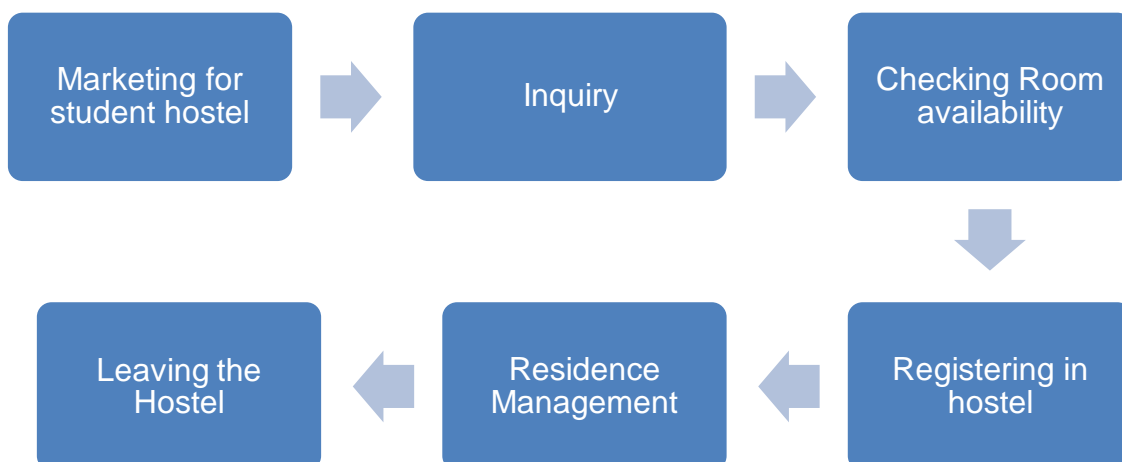 Marketing for
student hostel
Inquiry
Checking Room
availability
Registering in
hostel
Residence
Management
Leaving the
Hostel